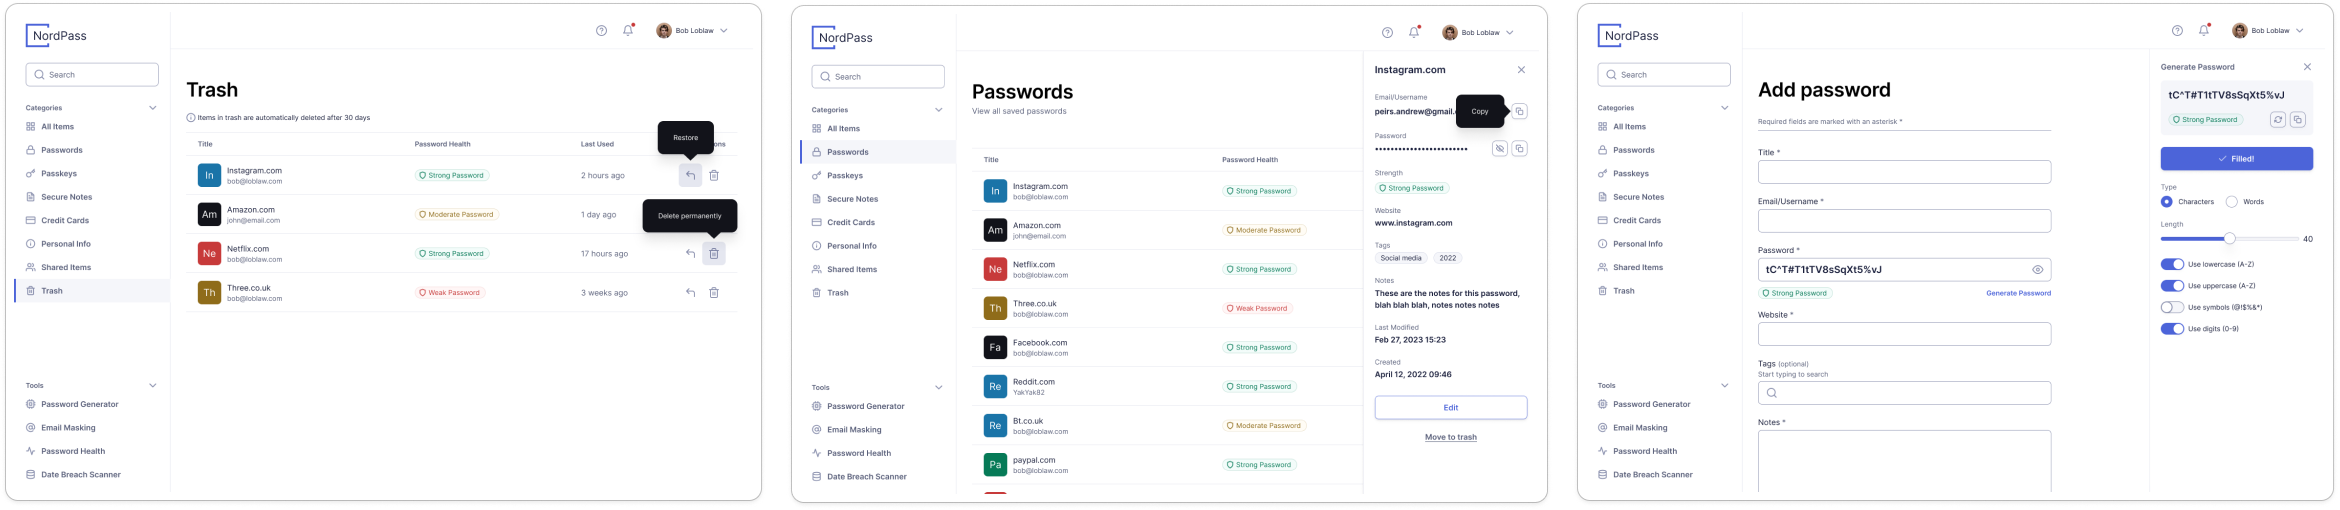 NordPass
Bob Loblaw
Search
Categories
All Items
Passwords
Passkeys
Secure Notes
Credit Cards
Personal Info
Shared Items
Trash
Tools
Password Generator
Email Masking
Password Health
Date Breach Scanner
Trash
Items in trash are automatically deleted after 30 days
Restore
Title Password Health Last Used ons
In Instagram.com Strong Password 2 hours ago
bob@loblaw.com
Am Amazon.com Moderate Password 1 day ago
john@email.com
Delete permanently
Ne Netflix.com Strong Password 17 hours ago
bob@loblaw.com
Th Three.co.uk Weak Password 3 weeks ago
bob@loblaw.com
NordPass
Bob Loblaw
Search
Categories
All Items
Passwords
Passkeys
Secure Notes
Credit Cards
Personal Info
Shared Items
Trash
Tools
Password Generator
Email Masking
Password Health
Date Breach Scanner
Passwords
View all saved passwords
Title Password Health
In Instagram.com Strong Password
bob@loblaw.com
Am Amazon.com Moderate Password
john@email.com
Ne Netflix.com Strong Password
bob@loblaw.com
Th Three.co.uk Weak Password
bob@loblaw.com
Fa Facebook.com Strong Password
bob@loblaw.com
Re Reddit.com Strong Password
YakYak82
Re Bt.co.uk Moderate Password
bob@loblaw.com
Pa paypal.com Strong Password
bob@loblaw.com
Instagram.com
Email/Username
peirs.andrew@gmail.
Copy
Password
••••••••••••••••••••••••
Strength
Strong Password
Website
www.instagram.com
Tags
Social media 2022
Notes
These are the notes for this password,
blah blah blah, notes notes notes
Last Modified
Feb 27, 2023 15:23
Created
April 12, 2022 09:46
Edit
Move to trash
NordPass
Bob Loblaw
Search
Categories
All Items
Passwords
Passkeys
Secure Notes
Credit Cards
Personal Info
Shared Items
Trash
Tools
Password Generator
Email Masking
Password Health
Date Breach Scanner
Add password
Required fields are marked with an asterisk *
Title *
Email/Username *
Password *
tC^T#T1tTV8sSqXt5%vJ
Strong Password Generate Password
Website *
Tags (optional)
Start typing to search
Notes *
Generate Password
tC^T#T1tTV8sSqXt5%vJ
Strong Password
Filled!
Type
Characters Words
Length
40
Use lowercase (A-Z)
Use uppercase (A-Z)
Use symbols (@!$%&*)
Use digits (0-9)